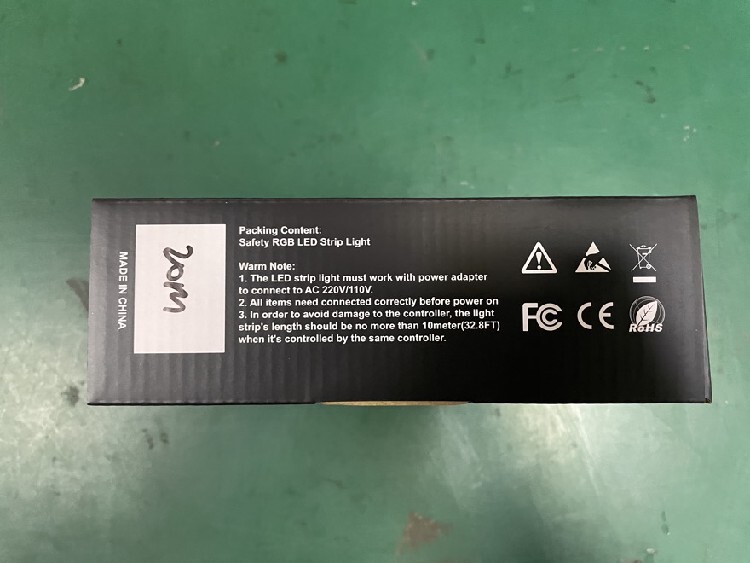 MADE IN CHINA
20M
Packing Content:
Safety RGB LED Strip Light
Warm Note:
1. The LED strip light must work with power adapter
to connect to AC 220V/110V.
2. All items need connected correctly before power on
3. In order to avoid damage to the controller, the light
strip's length should be no more than 10meter(32.8FT)
when it's controlled by the same controller.
FC CE RoHS